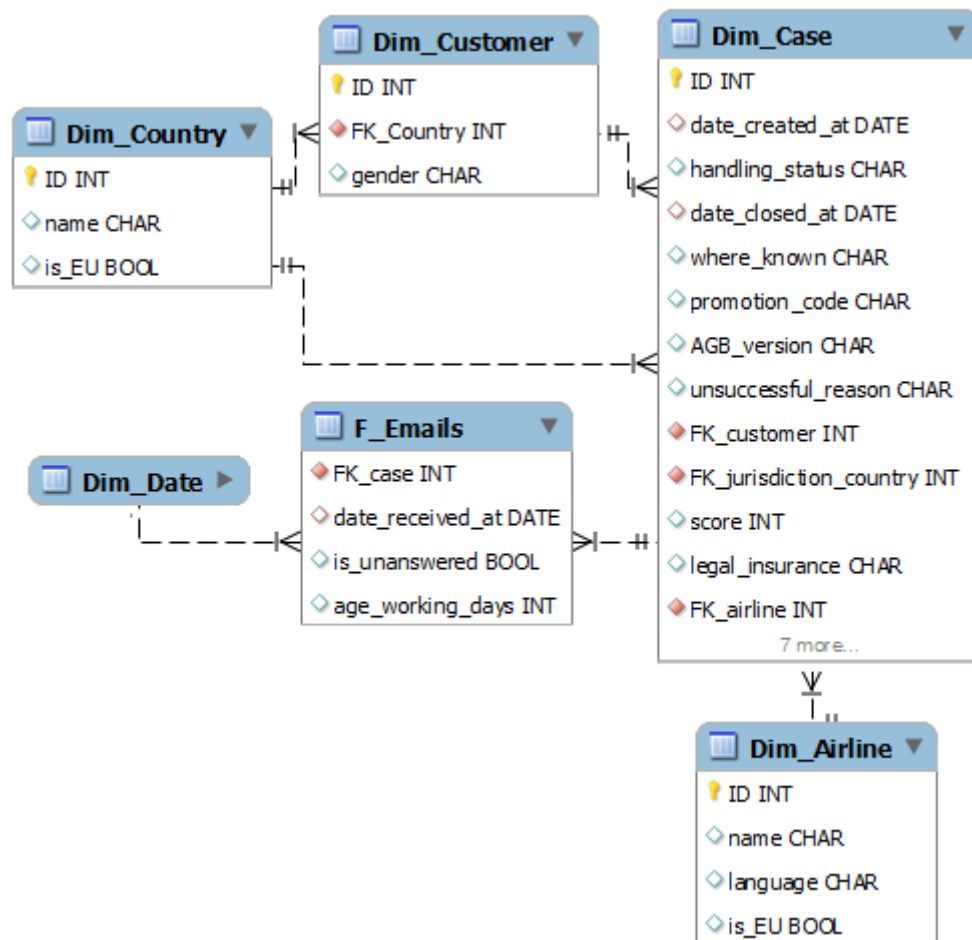 Dim_Country
ID INT
name CHAR
is_EU BOOL
Dim_Customer
ID INT
FK_Country INT
gender CHAR
Dim_Case
ID INT
date_created_at DATE
handling_status CHAR
date_closed_at DATE
where_known CHAR
promotion_code CHAR
AGB_version CHAR
unsuccessful_reason CHAR
FK_customer INT
FK_jurisdiction_country INT
score INT
legal_insurance CHAR
FK_airline INT
7 more...
Dim_Date
F_Emails
FK_case INT
date_received_at DATE
is_unanswered BOOL
age_working_days INT
Dim_Airline
ID INT
name CHAR
language CHAR
is_EU BOOL